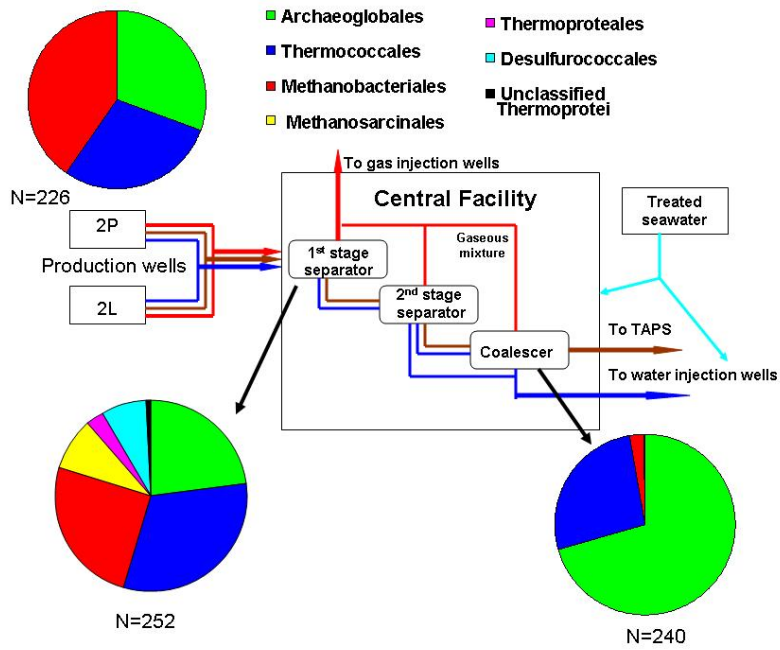 Archaeoglobales
Thermococcales
Methanobacteriales
Methanosarcinales
Thermoproteales
Desulfurococcales
Unclassified
Thermoprotei
N=226
To gas injection wells
Central Facility
Treated
seawater
2P
Production wells
2L
Gaseous
mixture
1st stage
separator
2nd stage
separator
Coalescer
To TAPS
To water injection wells
N=252
N=240